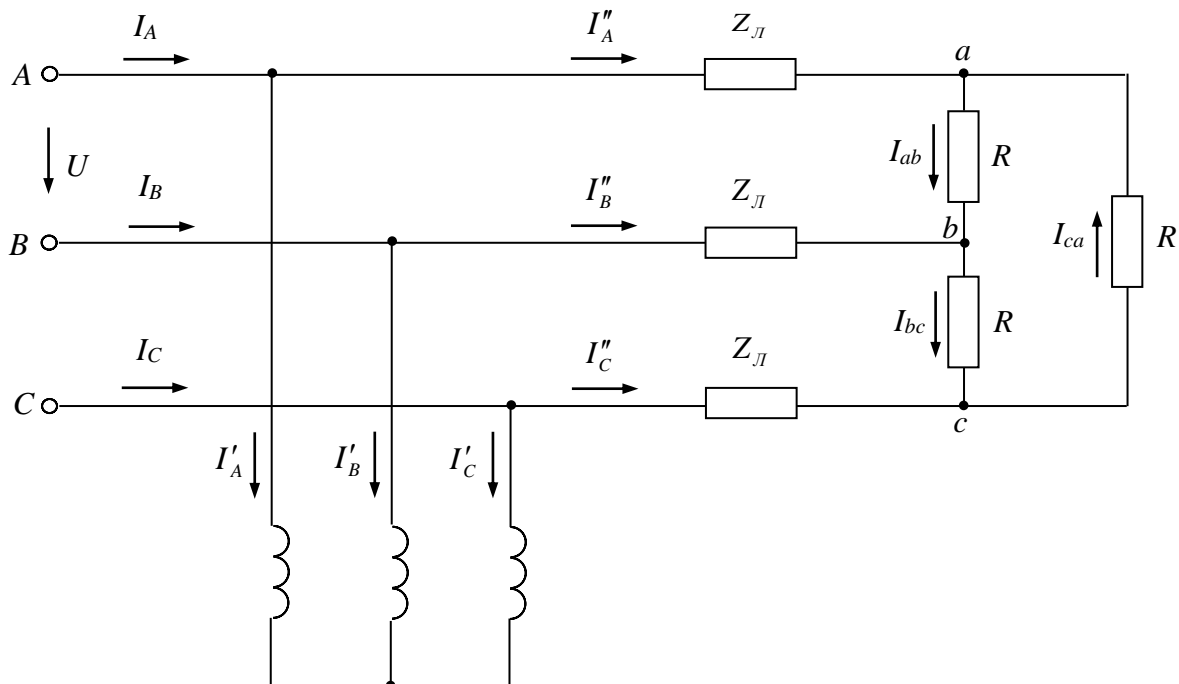 I_A I″_A Z_Л
A a
U I_ab R
I_B I″_B Z_Л
B b I_ca R
I_C I″_C Z_Л I_bc R
C c
I′_A I′_B I′_C